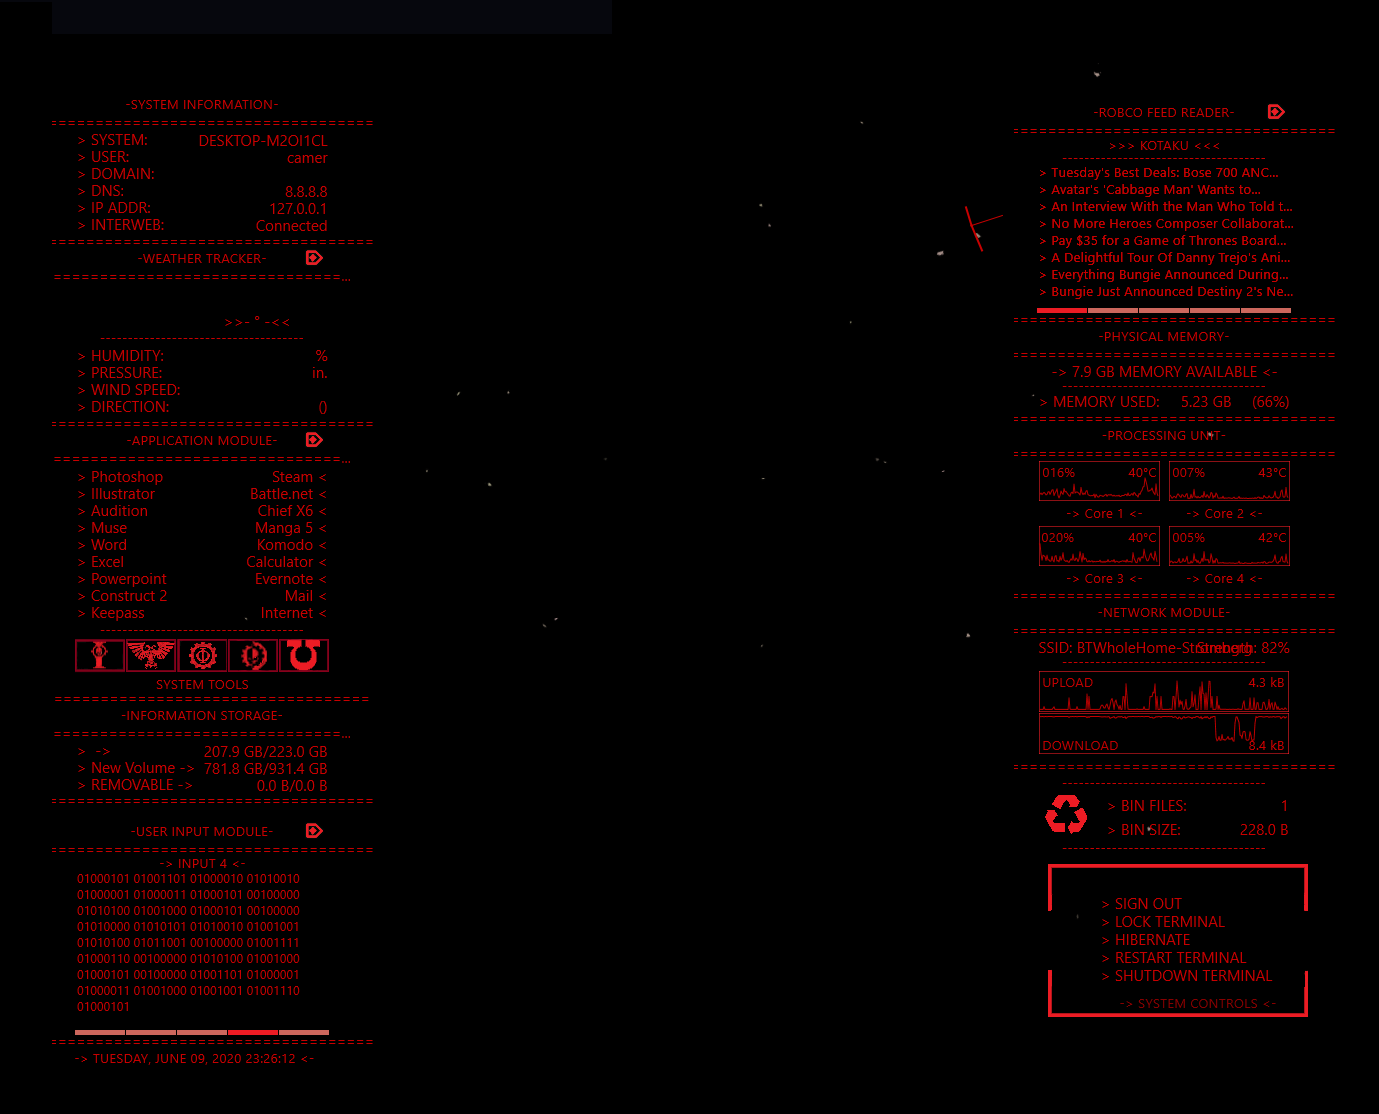 -SYSTEM INFORMATION-
> SYSTEM: DESKTOP-M2OI1CL
> USER: camer
> DOMAIN:
> DNS: 8.8.8.8
> IP ADDR: 127.0.0.1
> INTERWEB: Connected
-WEATHER TRACKER-
>>- ° -<<
> HUMIDITY: %
> PRESSURE: in.
> WIND SPEED:
> DIRECTION: ()
-APPLICATION MODULE-
> Photoshop Steam <
> Illustrator Battle.net <
> Audition Chief X6 <
> Muse Manga 5 <
> Word Komodo <
> Excel Calculator <
> Powerpoint Evernote <
> Construct 2 Mail <
> Keepass Internet <
SYSTEM TOOLS
-INFORMATION STORAGE-
> -> 207.9 GB/223.0 GB
> New Volume -> 781.8 GB/931.4 GB
> REMOVABLE -> 0.0 B/0.0 B
-USER INPUT MODULE-
-> INPUT 4 <-
01000101 01001101 01000010 01010010
01000001 01000011 01000101 00100000
01010100 01001000 01000101 00100000
01010000 01010101 01010010 01001001
01010100 01011001 00100000 01001111
01000110 00100000 01010100 01001000
01000101 00100000 01001101 01000001
01000011 01001000 01001001 01001110
01000101
-> TUESDAY, JUNE 09, 2020 23:26:12 <-
-ROBCO FEED READER-
>>> KOTAKU <<<
> Tuesday's Best Deals: Bose 700 ANC...
> Avatar's 'Cabbage Man' Wants to...
> An Interview With the Man Who Told t...
> No More Heroes Composer Collaborat...
> Pay $35 for a Game of Thrones Board...
> A Delightful Tour Of Danny Trejo's Ani...
> Everything Bungie Announced During...
> Bungie Just Announced Destiny 2's Ne...
-PHYSICAL MEMORY-
-> 7.9 GB MEMORY AVAILABLE <-
> MEMORY USED: 5.23 GB (66%)
-PROCESSING UNIT-
016% 40°C 007% 43°C
-> Core 1 <- -> Core 2 <-
020% 40°C 005% 42°C
-> Core 3 <- -> Core 4 <-
-NETWORK MODULE-
SSID: BTWholeHome- Strength: 82%
UPLOAD 4.3 kB
DOWNLOAD 8.4 kB
> BIN FILES: 1
> BIN SIZE: 228.0 B
> SIGN OUT
> LOCK TERMINAL
> HIBERNATE
> RESTART TERMINAL
> SHUTDOWN TERMINAL
-> SYSTEM CONTROLS <-